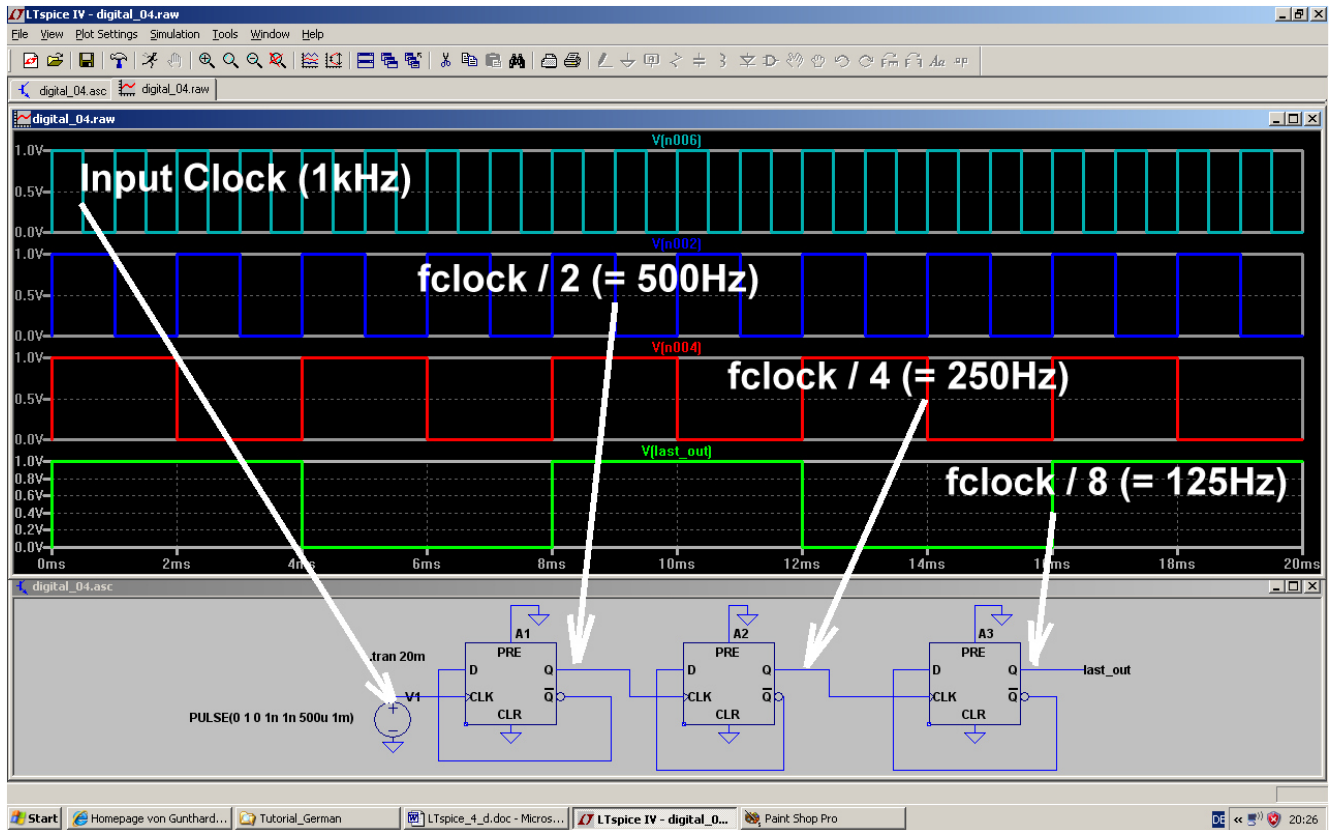 LTspice IV - digital_04.raw
File View Plot Settings Simulation Tools Window Help
digital_04.asc digital_04.raw
digital_04.raw
V(n006)
1.0V
0.5V
0.0V
Input Clock (1kHz)
V(n002)
1.0V
0.5V
0.0V
fclock / 2 (= 500Hz)
V(n004)
1.0V
0.5V
0.0V
fclock / 4 (= 250Hz)
V(last_out)
1.0V
0.8V
0.6V
0.4V
0.2V
0.0V
fclock / 8 (= 125Hz)
0ms 2ms 4ms 6ms 8ms 10ms 12ms 14ms 16ms 18ms 20ms
digital_04.asc
A1 A2 A3
.tran 20m
PRE PRE PRE
D Q D Q D Q last_out
V1 CLK Q CLK Q CLK Q
PULSE(0 1 0 1n 1n 500u 1m)
CLR CLR CLR
Start Homepage von Gunthard... Tutorial_German LTspice_4_d.doc - Micros... LTspice IV - digital_0... Paint Shop Pro DE « 20:26